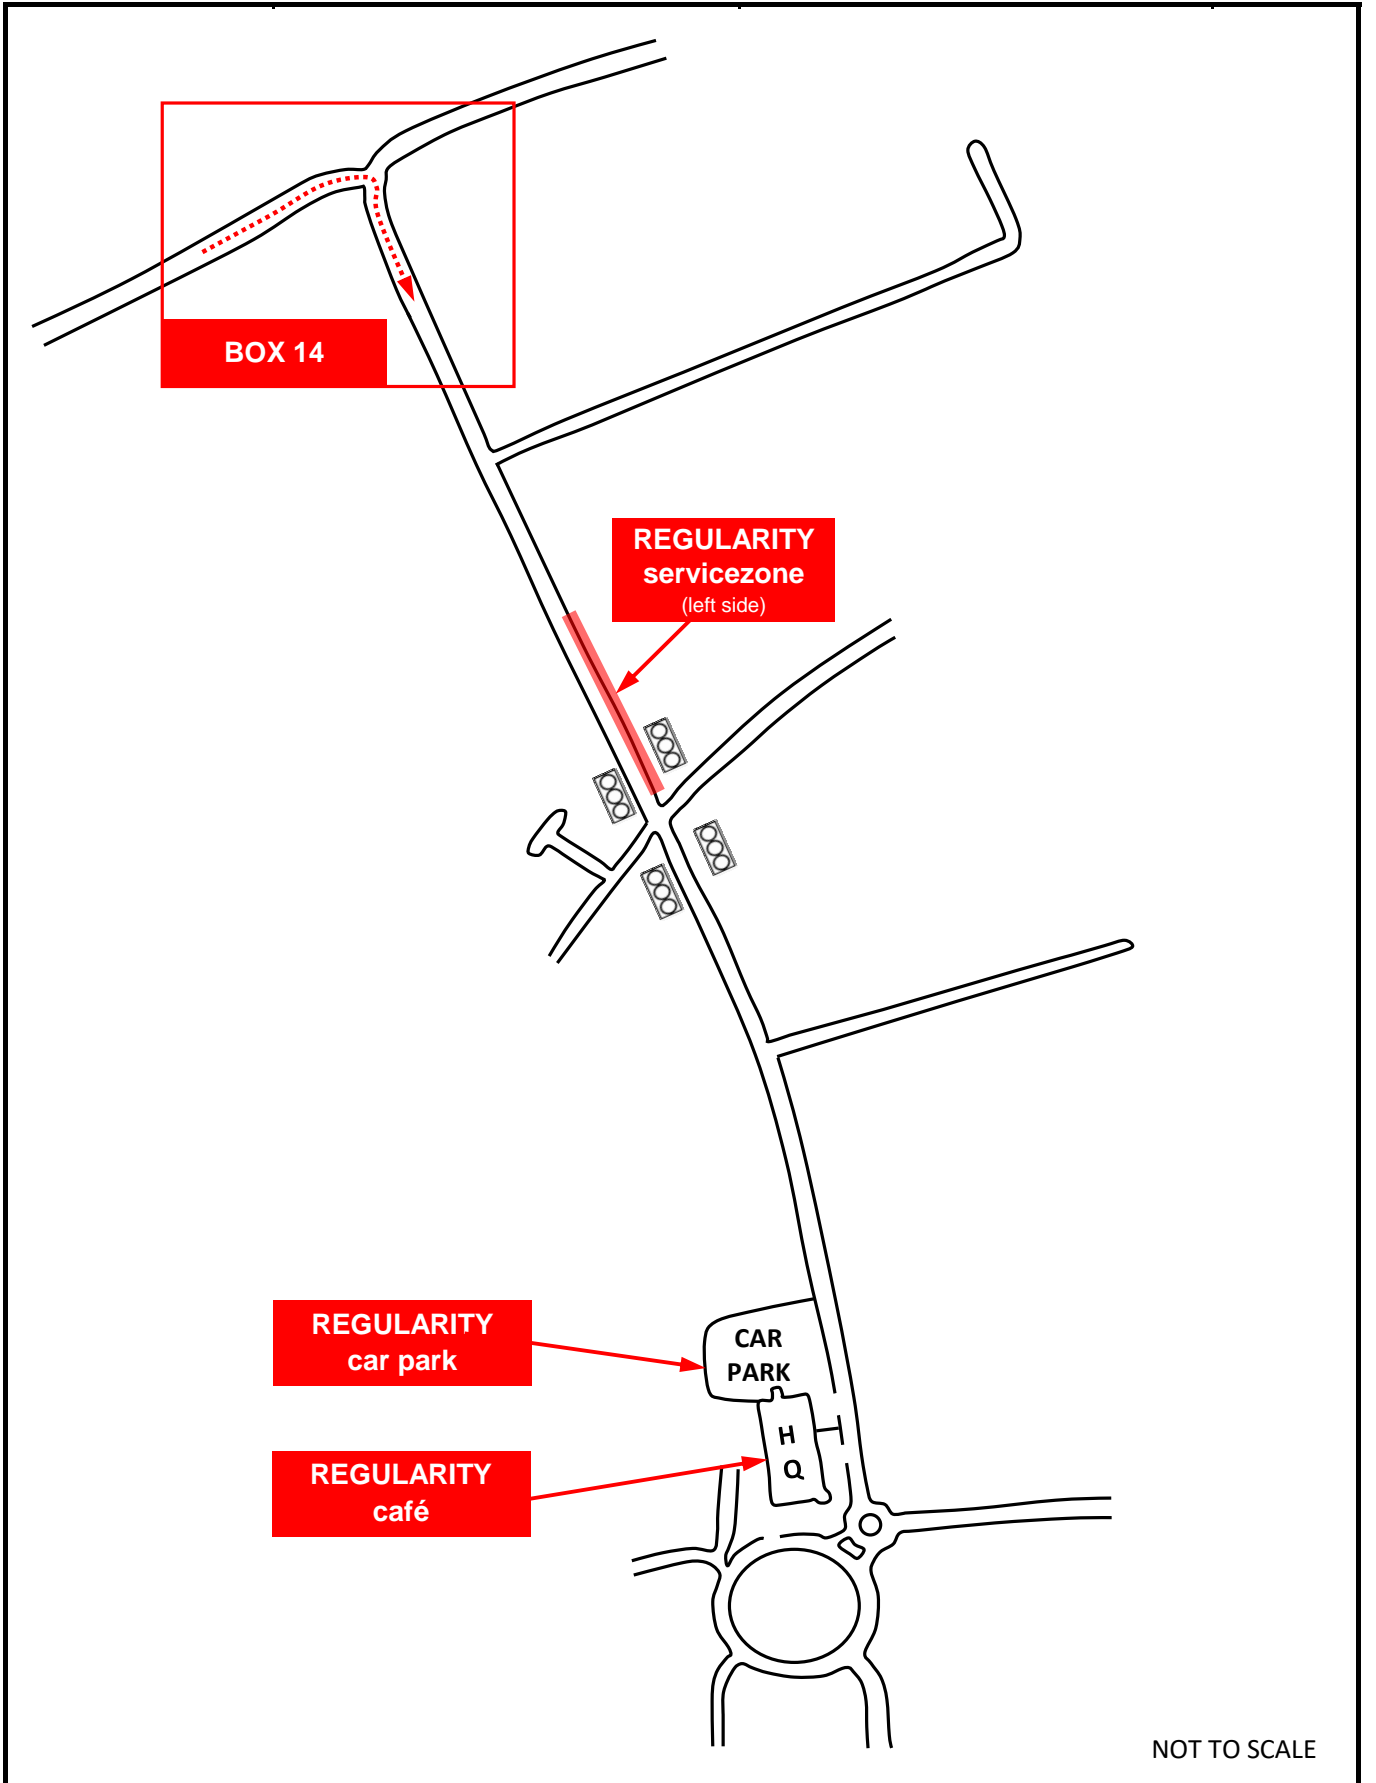 BOX 14
REGULARITY
servicezone
(left side)
REGULARITY
car park
CAR
PARK
H
Q
REGULARITY
café
NOT TO SCALE